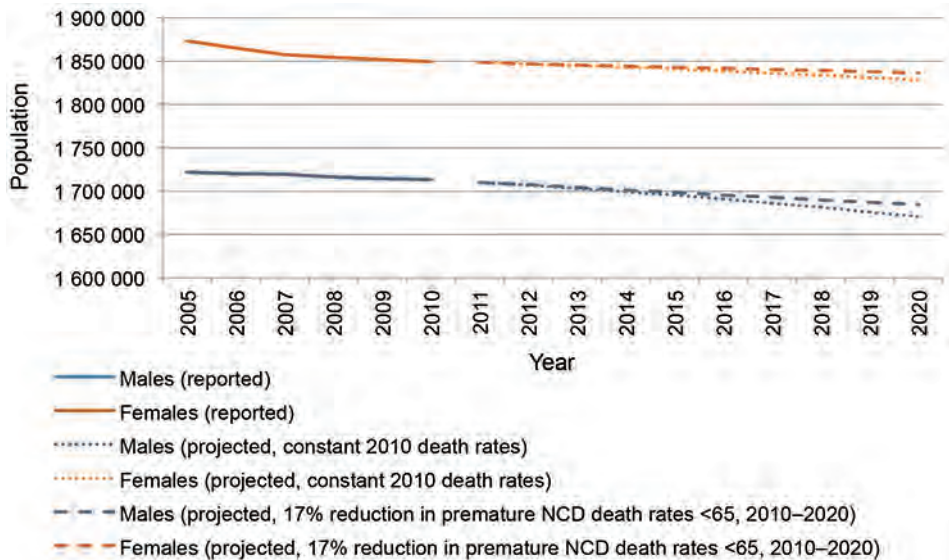 1 900 000
1 850 000
1 800 000
1 750 000
1 700 000
1 650 000
1 600 000
Population
2005
2006
2007
2008
2009
2010
2011
2012
2013
2014
2015
2016
2017
2018
2019
2020
Year
Males (reported)
Females (reported)
Males (projected, constant 2010 death rates)
Females (projected, constant 2010 death rates)
Males (projected, 17% reduction in premature NCD death rates <65, 2010–2020)
Females (projected, 17% reduction in premature NCD death rates <65, 2010–2020)